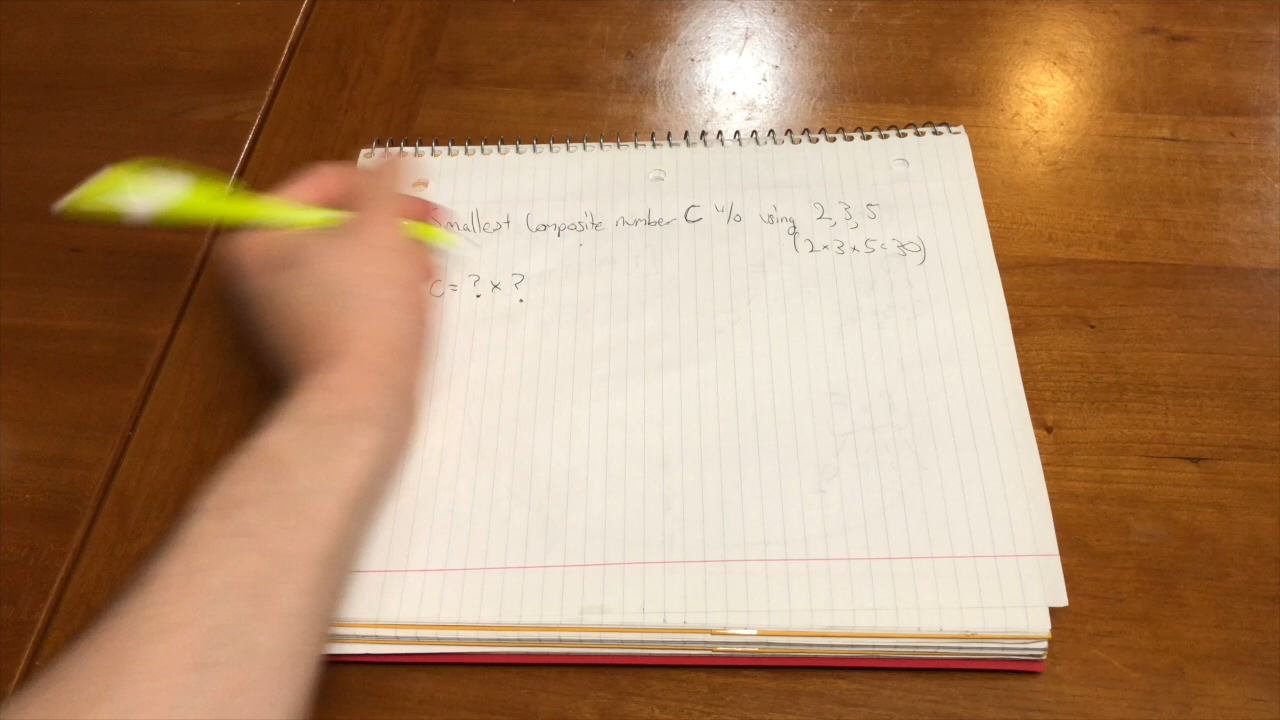 Smallest Composite number C w/o using 2, 3, 5
(2×3×5=30)
C = ? × ?